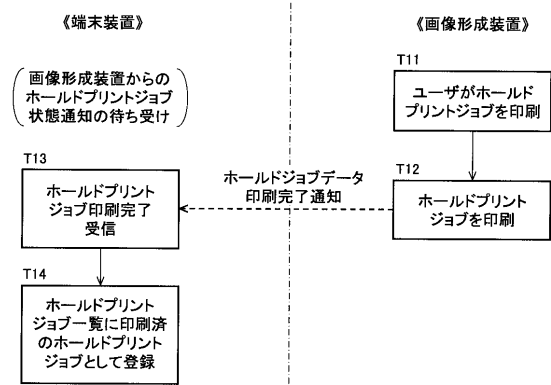 《端末装置》
《画像形成装置》
画像形成装置からの
ホールドプリントジョブ
状態通知の待ち受け
T11
ユーザがホールド
プリントジョブを印刷
T12
ホールドプリント
ジョブを印刷
ホールドジョブデータ
印刷完了通知
T13
ホールドプリント
ジョブ印刷完了
受信
T14
ホールドプリント
ジョブ一覧に印刷済
のホールドプリント
ジョブとして登録